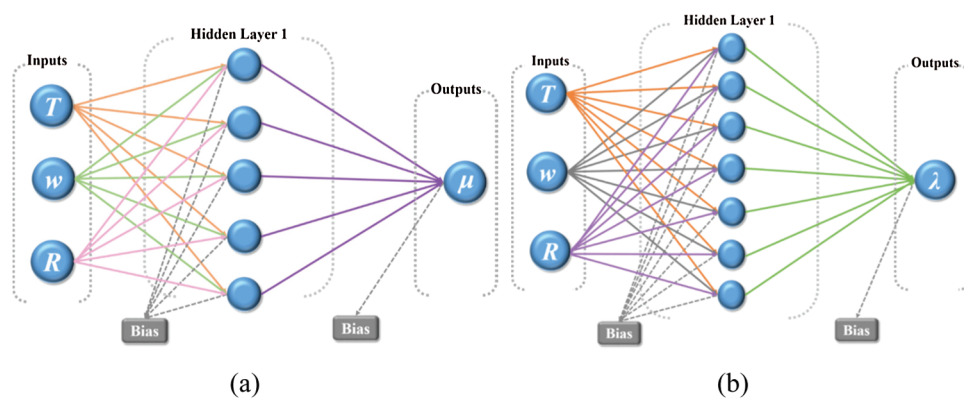 Hidden Layer 1
Inputs
T
w
R
Outputs
μ
Bias
Bias
(a)
Hidden Layer 1
Inputs
T
w
R
Outputs
λ
Bias
Bias
(b)